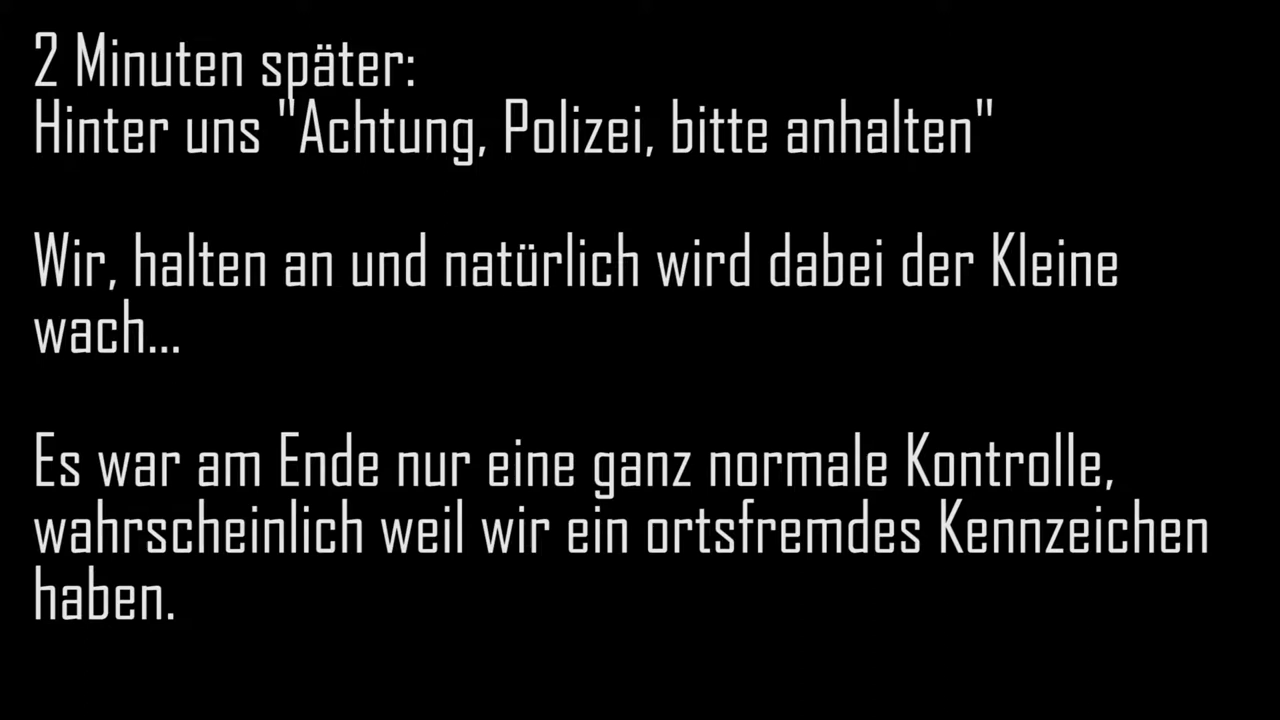 2 Minuten später:
Hinter uns "Achtung, Polizei, bitte anhalten"
Wir, halten an und natürlich wird dabei der Kleine
wach...
Es war am Ende nur eine ganz normale Kontrolle,
wahrscheinlich weil wir ein ortsfremdes Kennzeichen
haben.